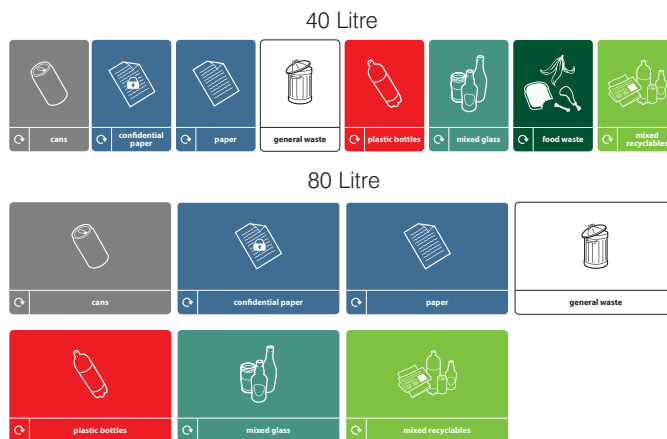 40 Litre
cans
confidential
paper
paper
general waste
plastic bottles
mixed glass
food waste
mixed
recyclables
80 Litre
cans
confidential paper
paper
general waste
plastic bottles
mixed glass
mixed recyclables